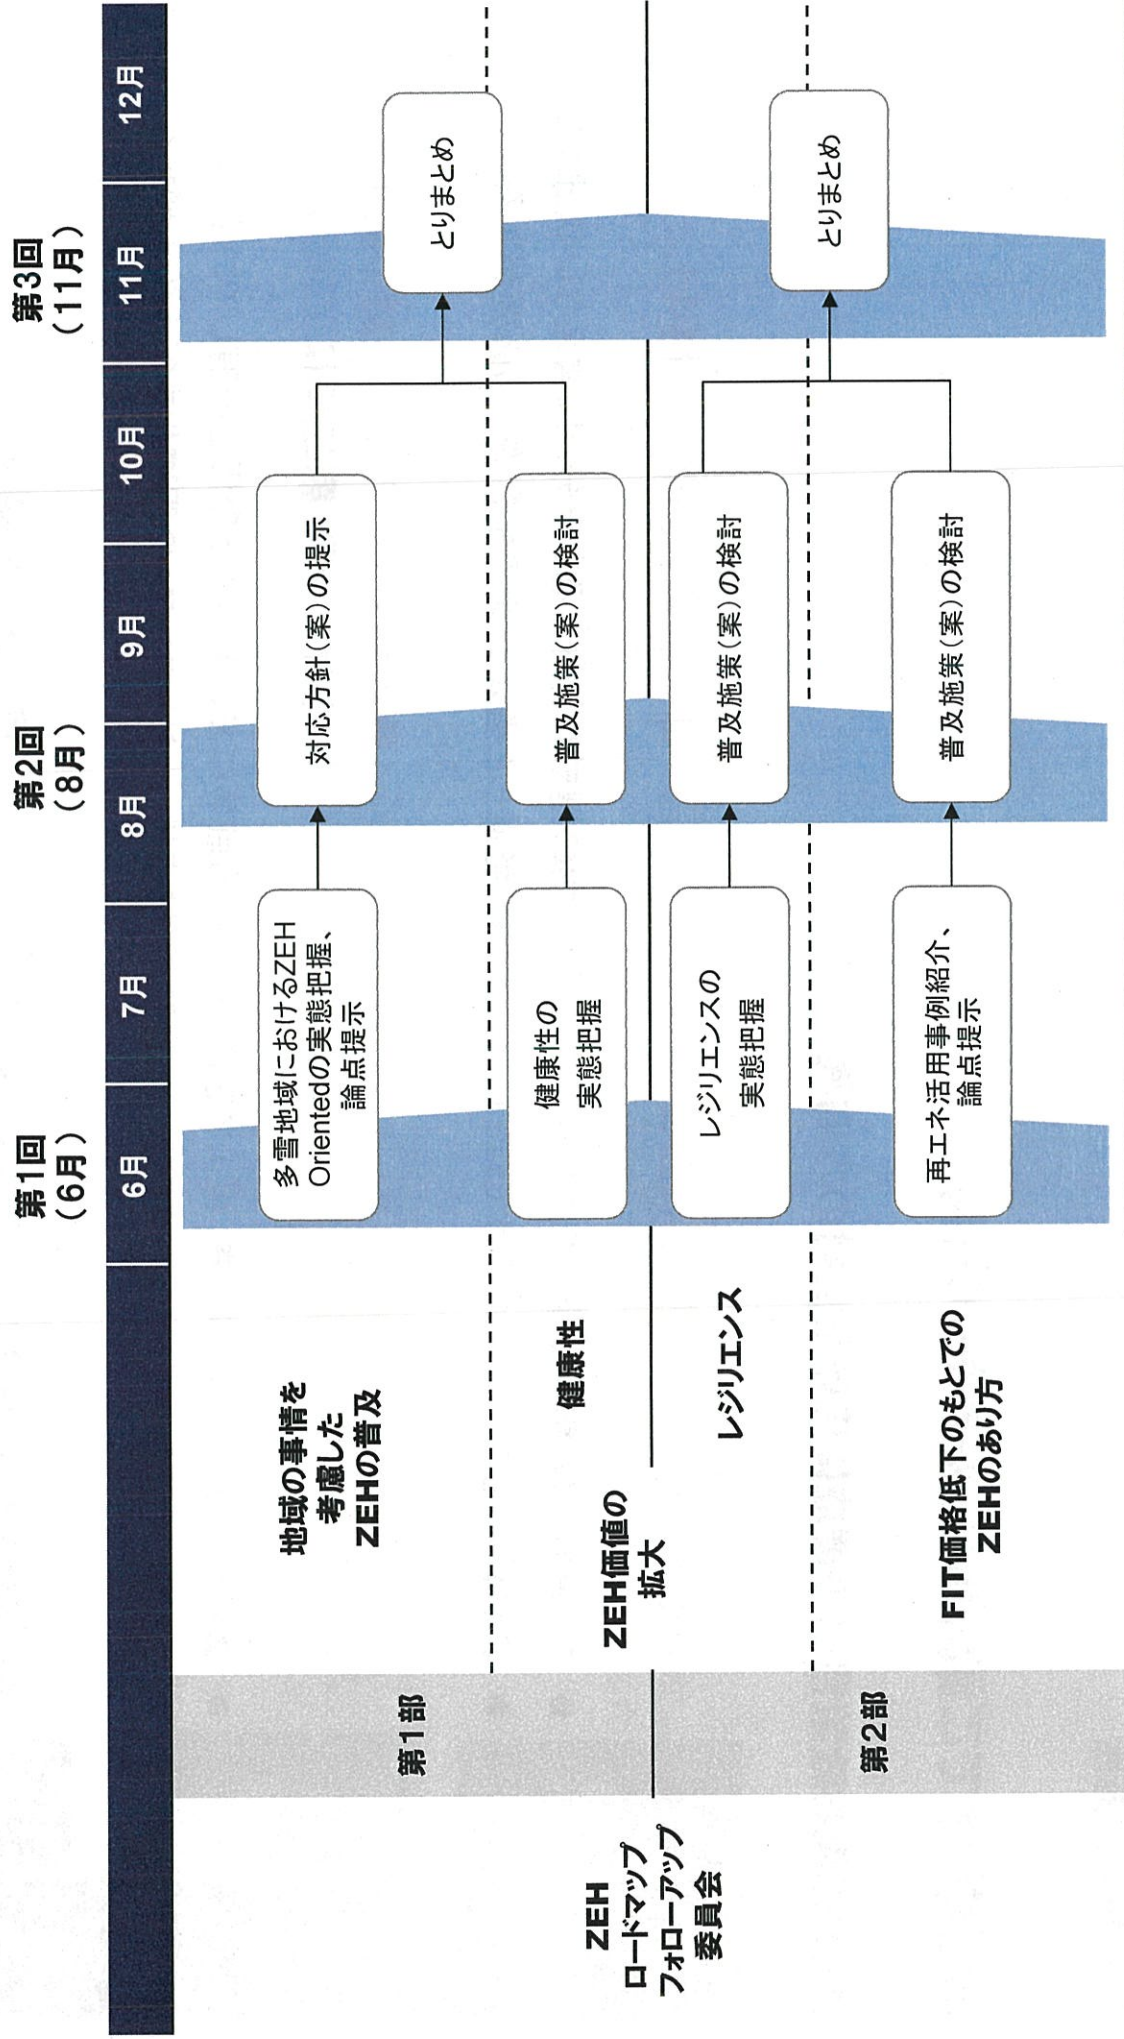 第1回
（6月）
第2回
（8月）
第3回
（11月）
6月
7月
8月
9月
10月
11月
12月
ZEH
ロードマップ
フォローアップ
委員会
第1部
地域の事情を
考慮した
ZEHの普及
多雪地域におけるZEH
Orientedの実態把握、
論点提示
対応方針（案）の提示
とりまとめ
ZEH価値の
拡大
健康性
健康性の
実態把握
普及施策（案）の検討
第2部
レジリエンス
レジリエンスの
実態把握
普及施策（案）の検討
とりまとめ
FIT価格低下のもとでの
ZEHのあり方
再エネ活用事例紹介、
論点提示
普及施策（案）の検討